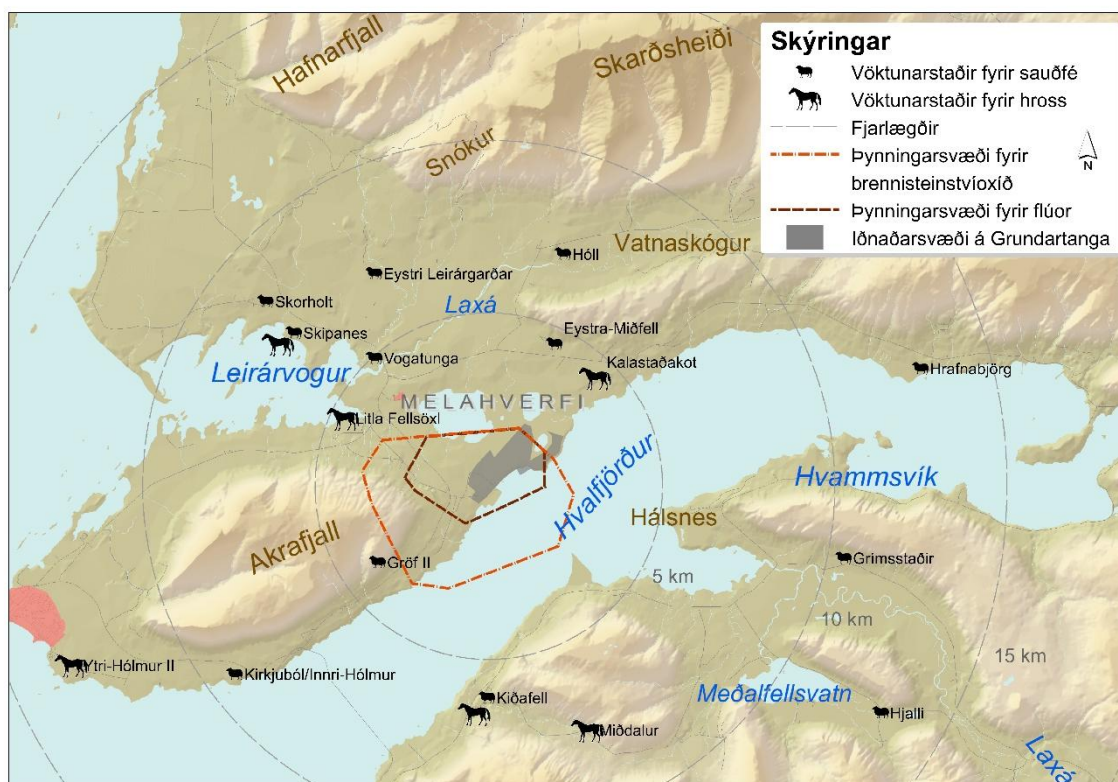 Hafnarfjall
Skarðsheiði
Snókur
Skýringar
Vöktunarstaðir fyrir sauðfé
Vöktunarstaðir fyrir hross
Fjarlægðir
Þynningarsvæði fyrir
brennisteinstvíoxíð
Þynningarsvæði fyrir flúor
Iðnaðarsvæði á Grundartanga
N
Vatnaskógur
Hóll
Eystri Leirárgarðar
Laxá
Skorholt
Skipanes
Eystra-Miðfell
Vogatunga
Kalastaðakot
Hrafnabjörg
Leirárvogur
MELAHVERFI
Litla Fellsöxl
Hvalfjörður
Hvammsvík
Hálsnes
Akrafjall
Gröf II
Grimsstaðir
5 km
10 km
15 km
Ytri-Hólmur II
Kirkjuból/Innri-Hólmur
Kiðafell
Meðalfellsvatn
Miðdalur
Hjalli
Laxá